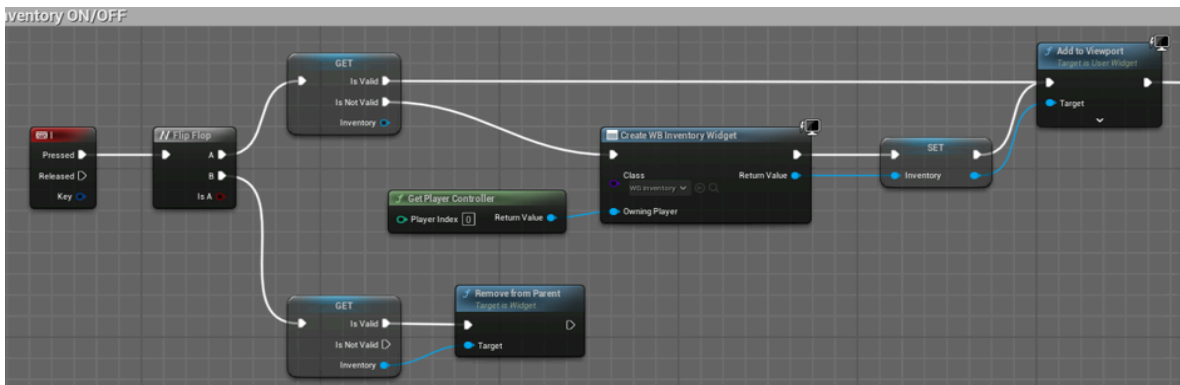 nventory ON/OFF
I
Pressed
Released
Key
Flip Flop
A
B
Is A
GET
Is Valid
Is Not Valid
Inventory
Get Player Controller
Player Index 0
Return Value
Create WB Inventory Widget
Class
WB Inventory
Return Value
Owning Player
SET
Inventory
Add to Viewport
Target is User Widget
Target
GET
Is Valid
Is Not Valid
Inventory
Remove from Parent
Target is Widget
Target